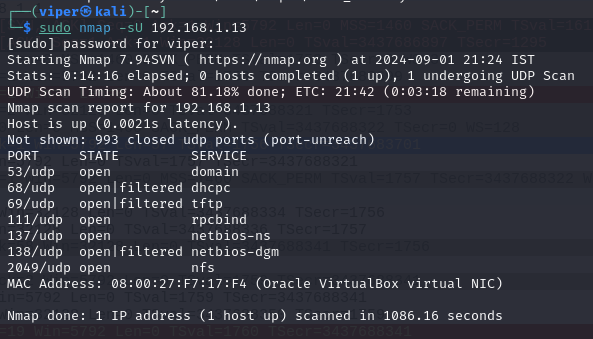 ┌──(viper㉿kali)-[~]
└─$ sudo nmap -sU 192.168.1.13
[sudo] password for viper:
Starting Nmap 7.94SVN ( https://nmap.org ) at 2024-09-01 21:24 IST
Stats: 0:14:16 elapsed; 0 hosts completed (1 up), 1 undergoing UDP Scan
UDP Scan Timing: About 81.18% done; ETC: 21:42 (0:03:18 remaining)
Nmap scan report for 192.168.1.13
Host is up (0.0021s latency).
Not shown: 993 closed udp ports (port-unreach)
PORT     STATE         SERVICE
53/udp   open          domain
68/udp   open|filtered dhcpc
69/udp   open|filtered tftp
111/udp  open          rpcbind
137/udp  open          netbios-ns
138/udp  open|filtered netbios-dgm
2049/udp open          nfs
MAC Address: 08:00:27:F7:17:F4 (Oracle VirtualBox virtual NIC)
Nmap done: 1 IP address (1 host up) scanned in 1086.16 seconds